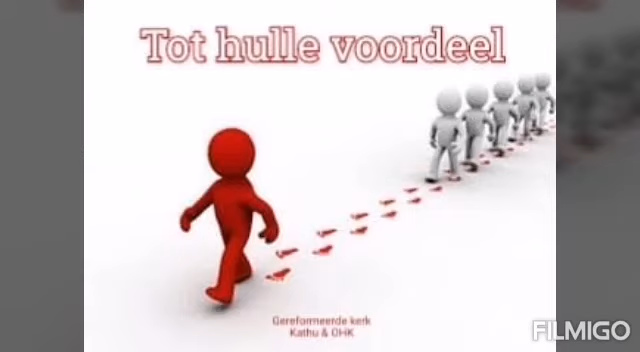 Tot hulle voordeel
Gereformeerde kerk
Kathu & OHK
FILMIGO